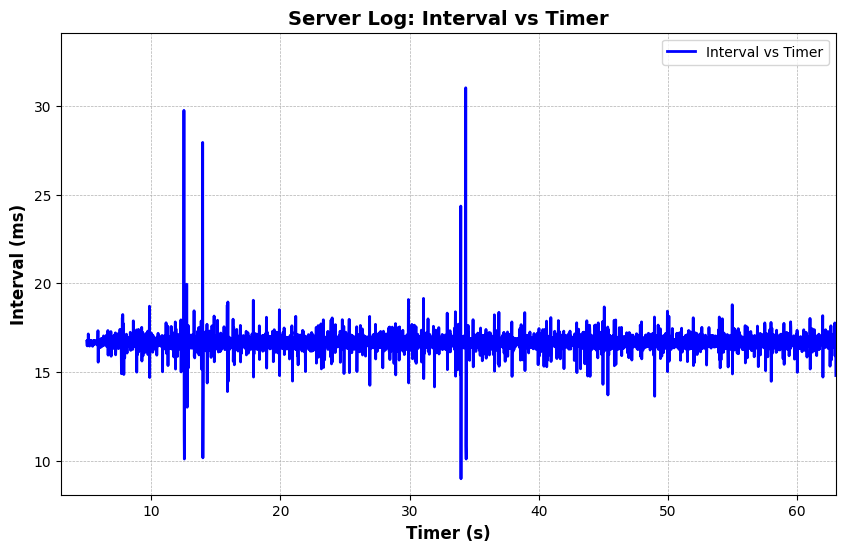 Server Log: Interval vs Timer
Interval vs Timer
30
25
20
15
10
Interval (ms)
10 20 30 40 50 60
Timer (s)